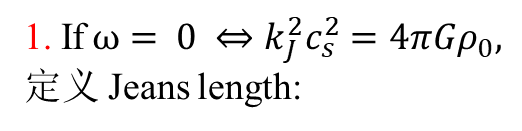 1. If ω = 0 ⇔ k_J^2 c_s^2 = 4πGρ_0,
定义 Jeans length: